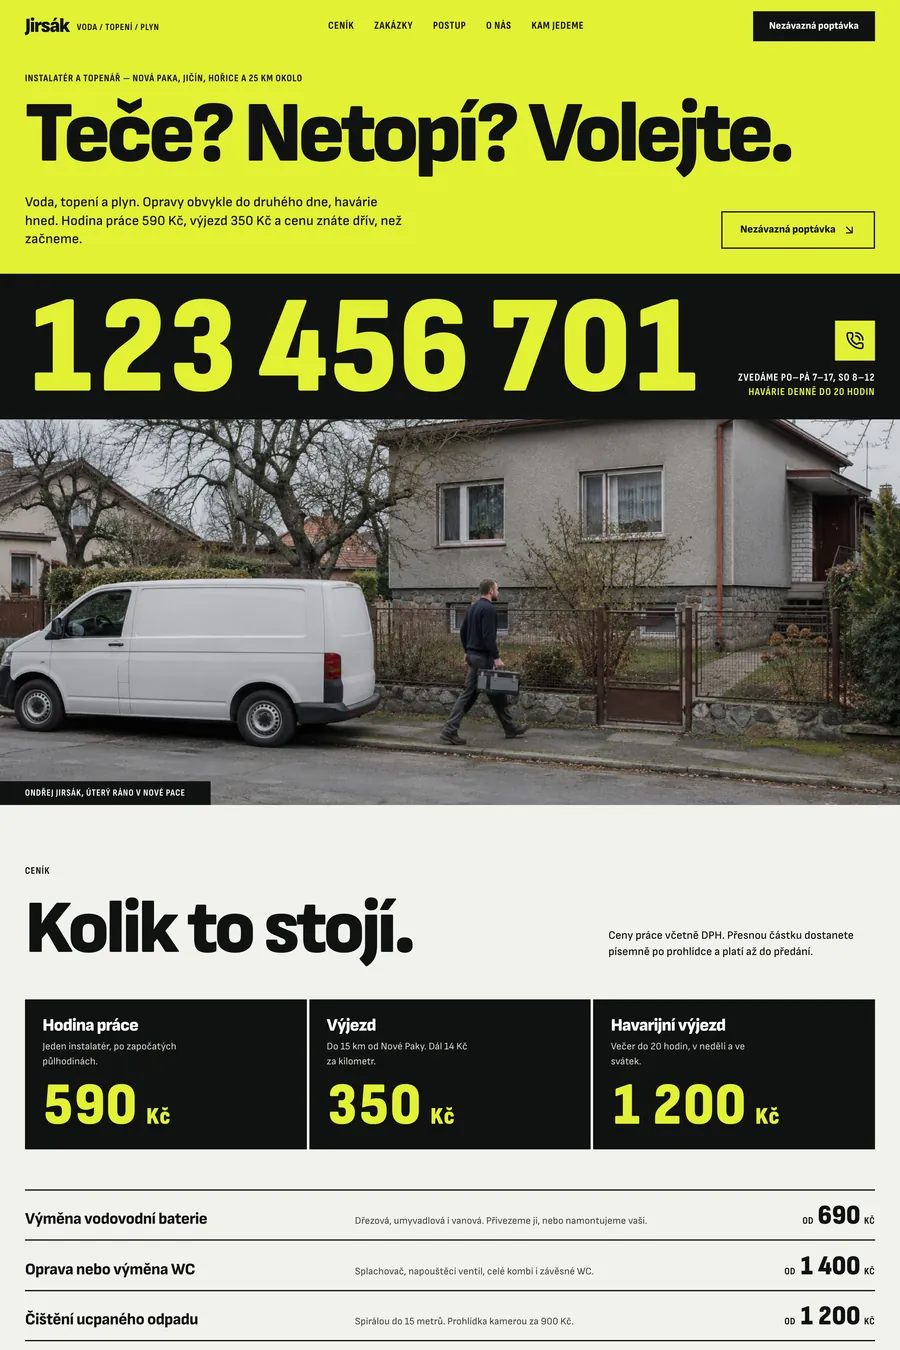 Jirsák VODA / TOPENÍ / PLYN
CENÍK ZAKÁZKY POSTUP O NÁS KAM JEDEME
Nezávazná poptávka
INSTALATÉR A TOPENÁŘ — NOVÁ PAKA, JIČÍN, HOŘICE A 25 KM OKOLO
Teče? Netopí? Volejte.
Voda, topení a plyn. Opravy obvykle do druhého dne, havárie
hned. Hodina práce 590 Kč, výjezd 350 Kč a cenu znáte dřív, než
začneme.
Nezávazná poptávka
123 456 701
ZVEDÁME PO–PÁ 7–17, SO 8–12
HAVÁRIE DENNĚ DO 20 HODIN
ONDŘEJ JIRSÁK, ÚTERÝ RÁNO V NOVÉ PACE
CENÍK
Kolik to stojí.
Ceny práce včetně DPH. Přesnou částku dostanete
písemně po prohlídce a platí až do předání.
Hodina práce
Jeden instalatér, po započatých
půlhodinách.
590 Kč
Výjezd
Do 15 km od Nové Paky. Dál 14 Kč
za kilometr.
350 Kč
Havarijní výjezd
Večer do 20 hodin, v neděli a ve
svátek.
1 200 Kč
Výměna vodovodní baterie
Dřezová, umyvadlová i vanová. Přivezeme ji, nebo namontujeme vaši.
OD 690 KČ
Oprava nebo výměna WC
Splachovač, napouštěcí ventil, celé kombi i závěsné WC.
OD 1 400 KČ
Čištění ucpaného odpadu
Spirálou do 15 metrů. Prohlídka kamerou za 900 Kč.
OD 1 200 KČ